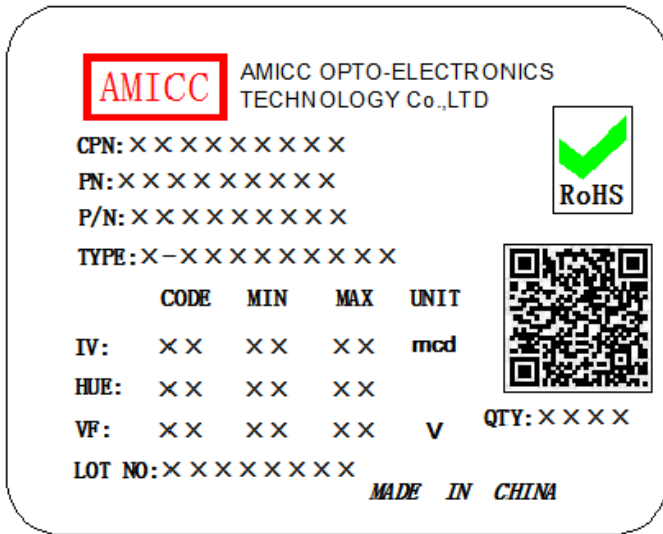 AMICC
AMICC OPTO-ELECTRONICS
TECHNOLOGY Co.,LTD
CPN:×××××××××
PN:×××××××××
P/N:×××××××××
RoHS
TYPE:×-×××××××××
CODE MIN MAX UNIT
IV: ×× ×× ×× mcd
HUE: ×× ×× ××
VF: ×× ×× ×× V
QTY:××××
LOT NO:××××××××
MADE IN CHINA